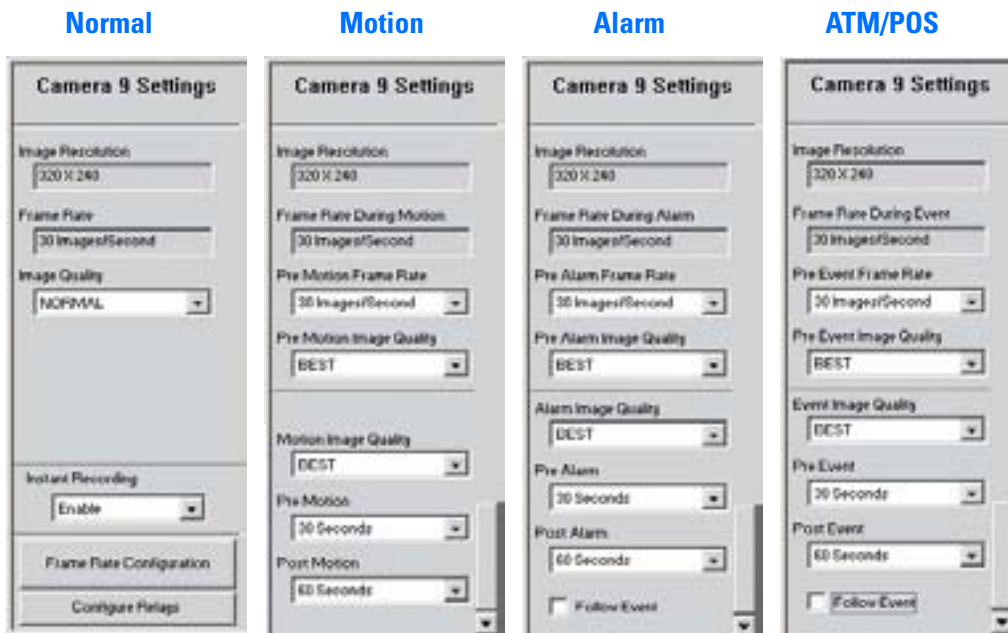 Normal
Camera 9 Settings
Image Resolution
320 X 240
Frame Rate
30 Images/Second
Image Quality
NORMAL
Instant Recording
Enable
Frame Rate Configuration
Configure Relays
Motion
Camera 9 Settings
Image Resolution
320 X 240
Frame Rate During Motion
30 Images/Second
Pre Motion Frame Rate
30 Images/Second
Pre Motion Image Quality
BEST
Motion Image Quality
BEST
Pre Motion
30 Seconds
Post Motion
60 Seconds
Alarm
Camera 9 Settings
Image Resolution
320 X 240
Frame Rate During Alarm
30 Images/Second
Pre Alarm Frame Rate
30 Images/Second
Pre Alarm Image Quality
BEST
Alarm Image Quality
BEST
Pre Alarm
30 Seconds
Post Alarm
60 Seconds
Follow Event
ATM/POS
Camera 9 Settings
Image Resolution
320 X 240
Frame Rate During Event
30 Images/Second
Pre Event Frame Rate
30 Images/Second
Pre Event Image Quality
BEST
Event Image Quality
BEST
Pre Event
30 Seconds
Post Event
60 Seconds
Follow Event